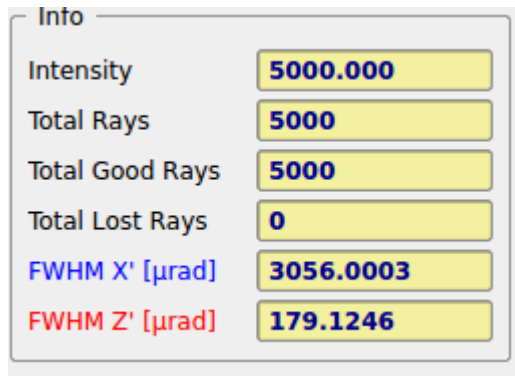 Info
Intensity 5000.000
Total Rays 5000
Total Good Rays 5000
Total Lost Rays 0
FWHM X' [µrad] 3056.0003
FWHM Z' [µrad] 179.1246